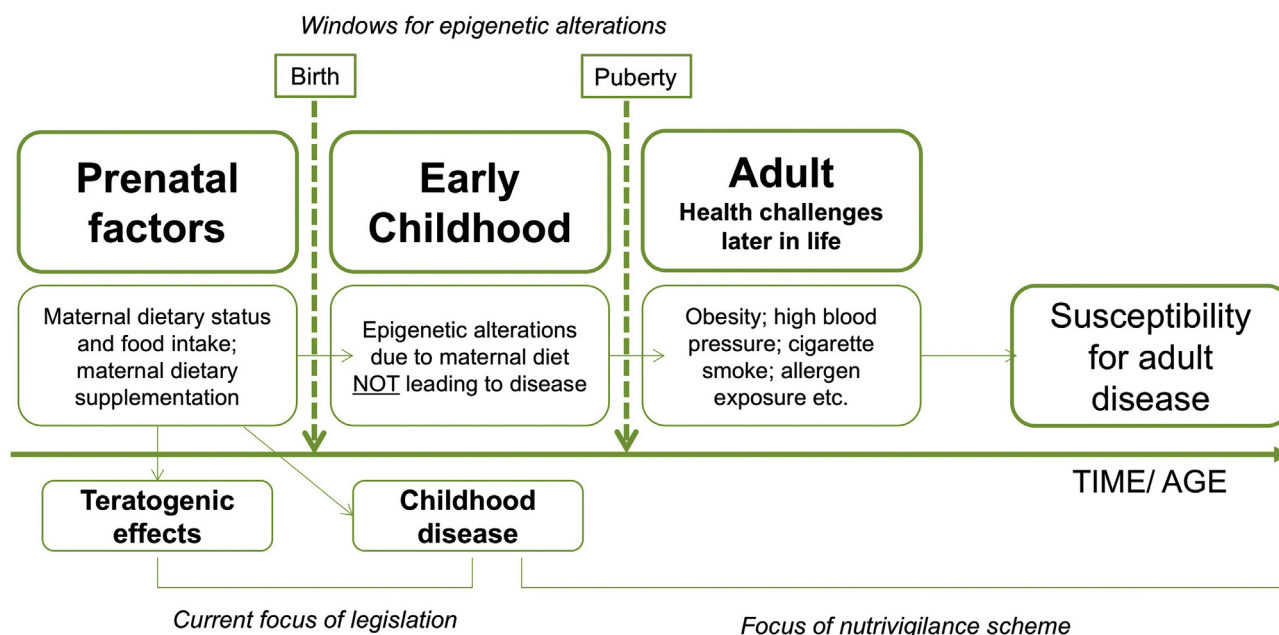 Windows for epigenetic alterations
Birth
Puberty
Prenatal
factors
Early
Childhood
Adult
Health challenges
later in life
Maternal dietary status
and food intake;
maternal dietary
supplementation
Epigenetic alterations
due to maternal diet
NOT leading to disease
Obesity; high blood
pressure; cigarette
smoke; allergen
exposure etc.
Susceptibility
for adult
disease
TIME/ AGE
Teratogenic
effects
Childhood
disease
Current focus of legislation
Focus of nutrivigilance scheme